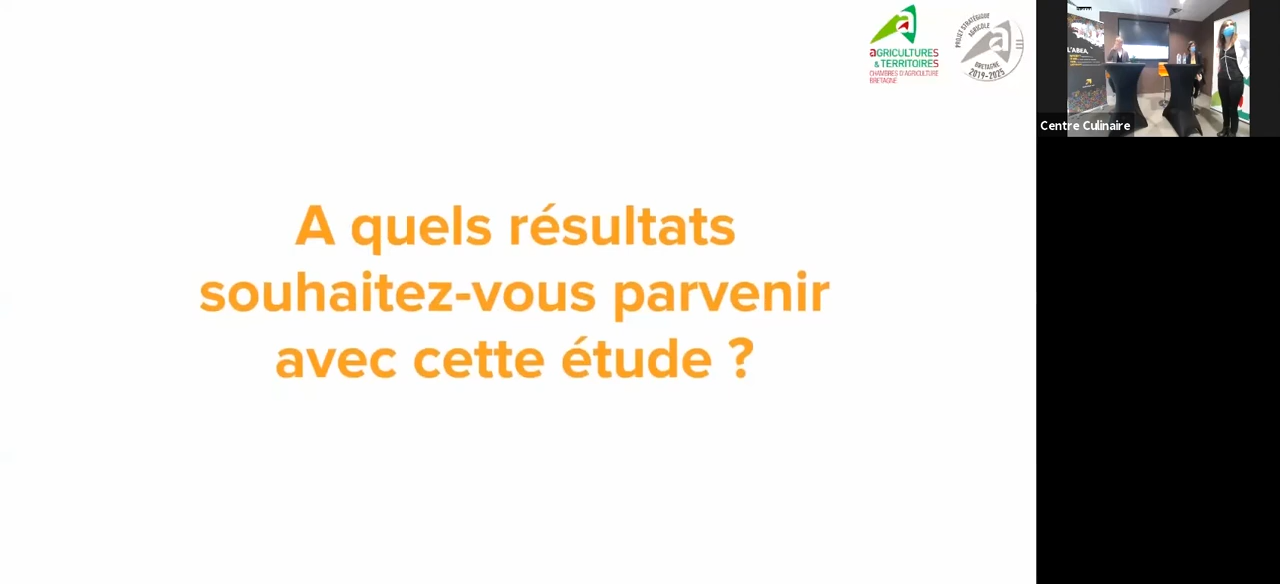 AGRICULTURES
& TERRITOIRES
CHAMBRES D'AGRICULTURE
BRETAGNE
PROJET STRATÉGIQUE
AGRICOLE
BRETAGNE
2019-2025
L'ABEA,
Centre Culinaire
A quels résultats
souhaitez-vous parvenir
avec cette étude ?